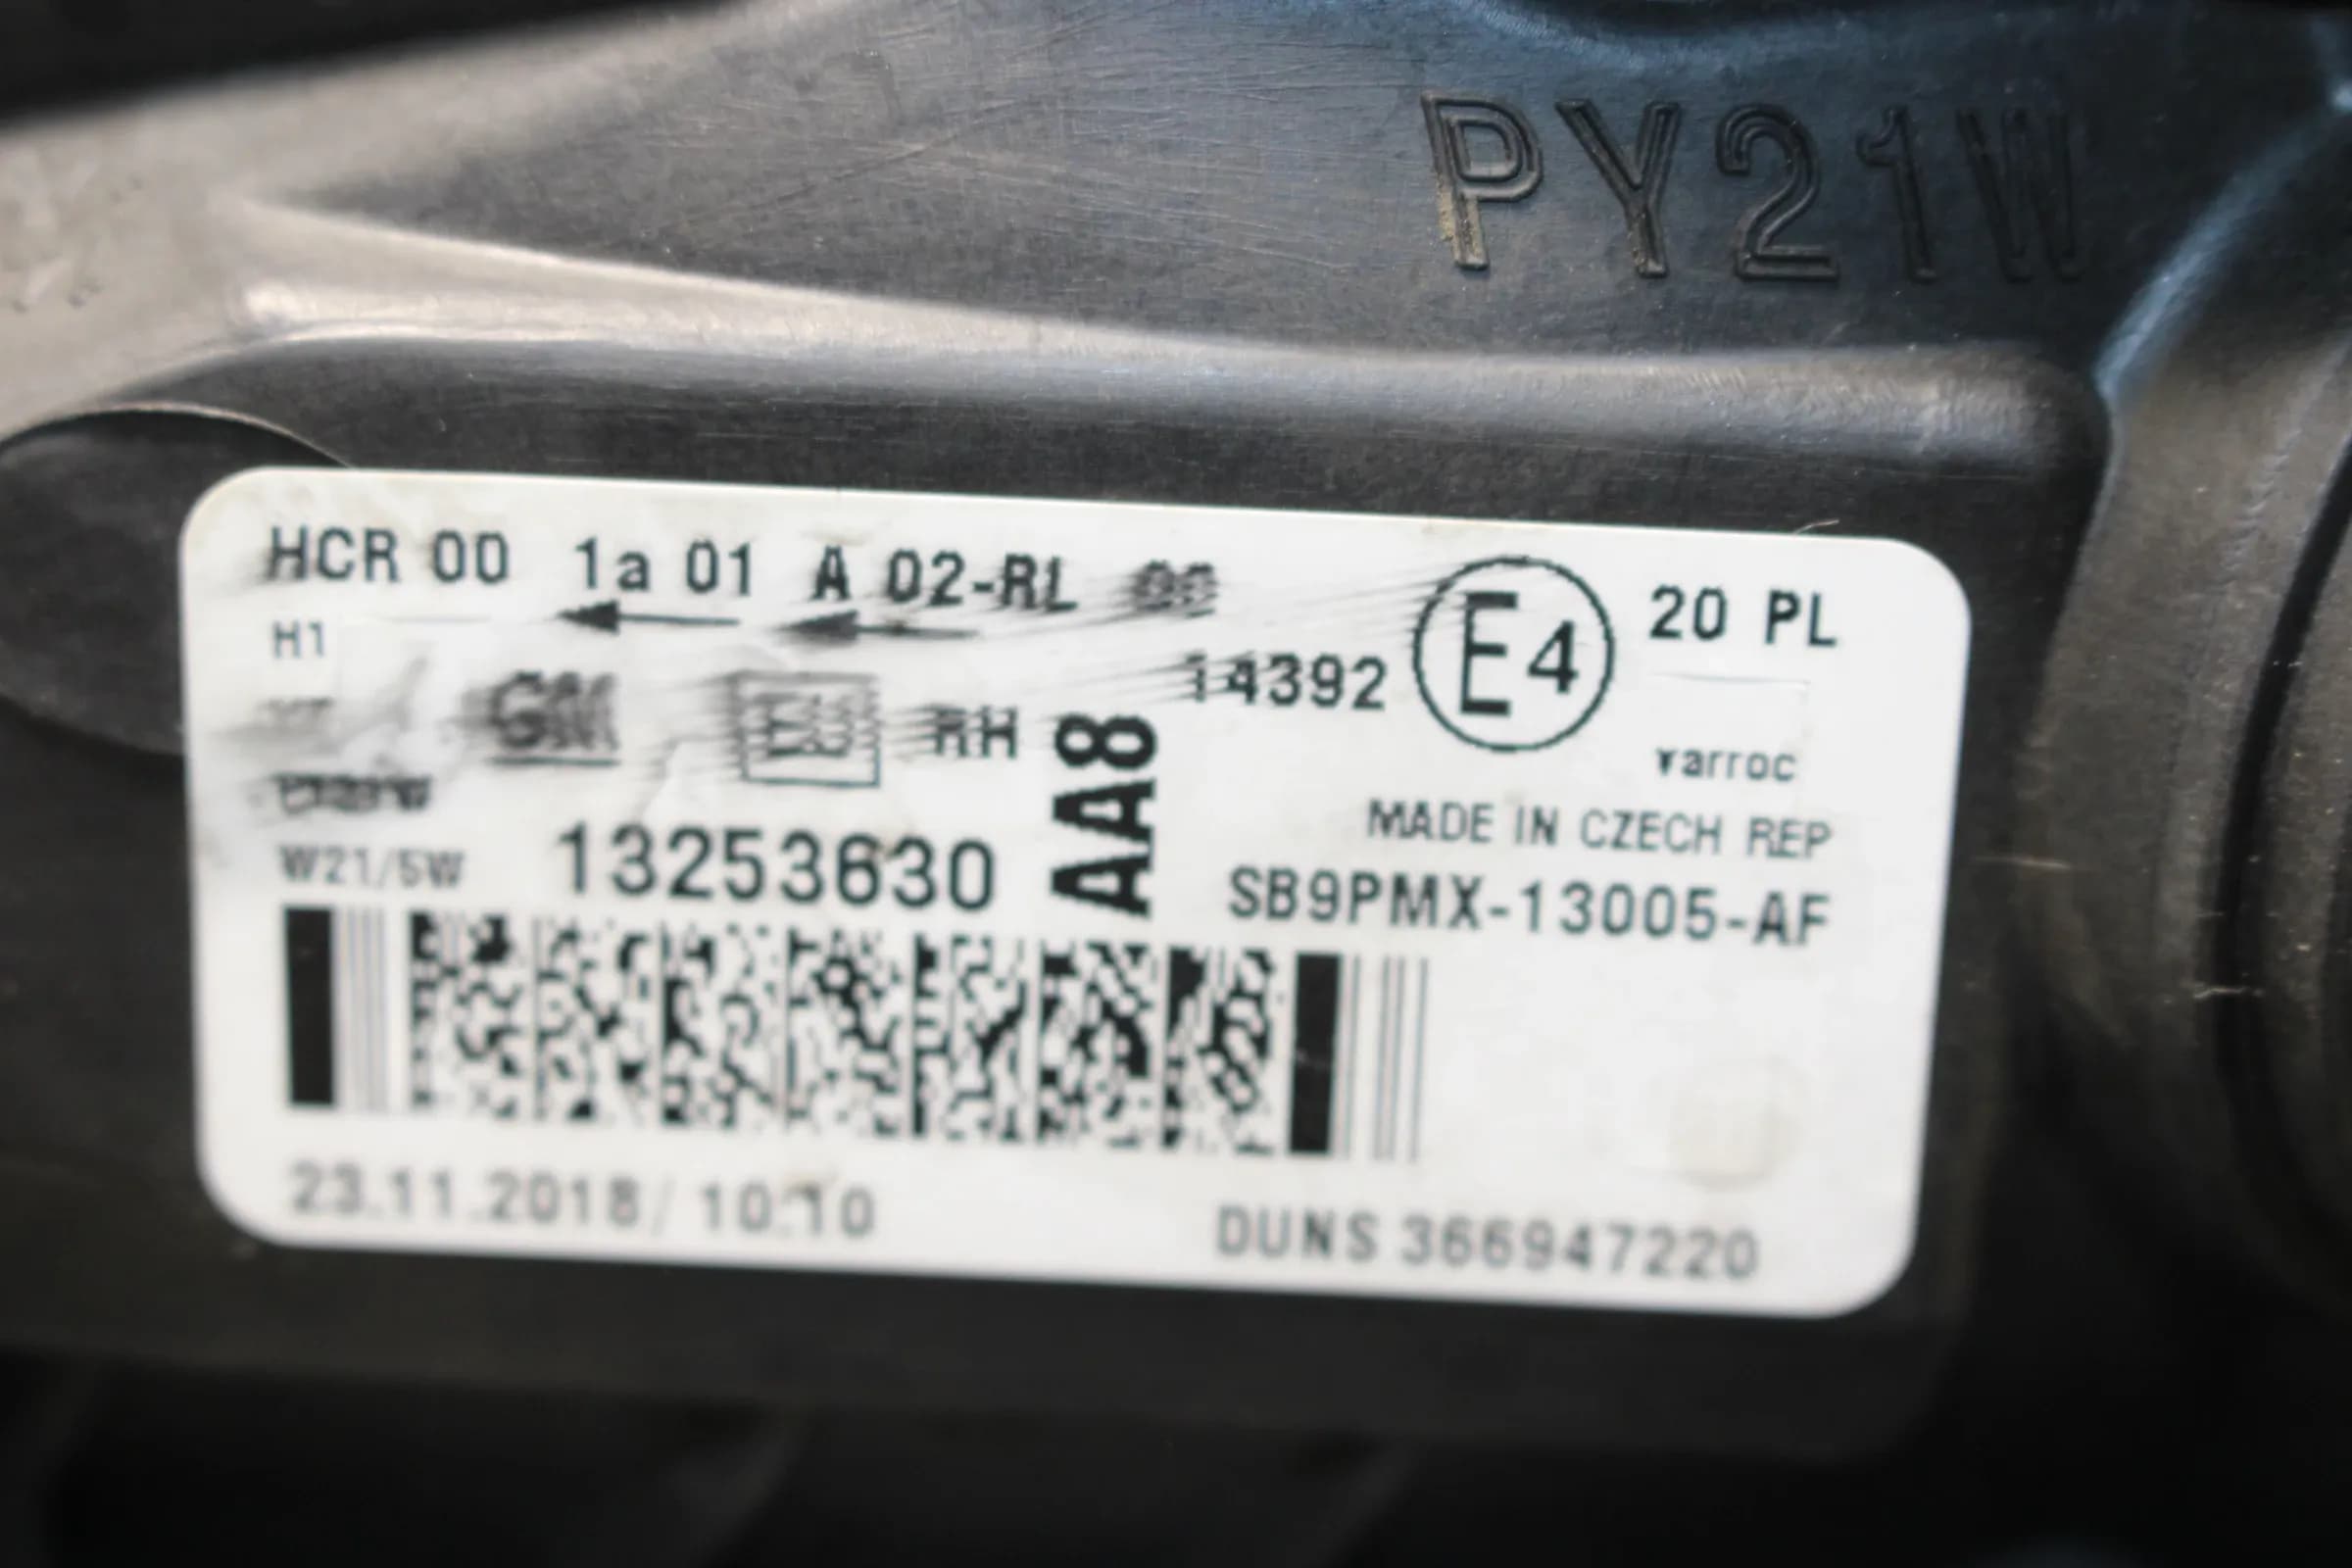 PY21W
HCR 00 1a 01 A 02-RL 00
H1
14392 E4 20 PL
GM RH AA8
varroc
MADE IN CZECH REP
W21/5W 13253630
SB9PMX-13005-AF
23.11.2018/ 10:10
DUNS 366947220